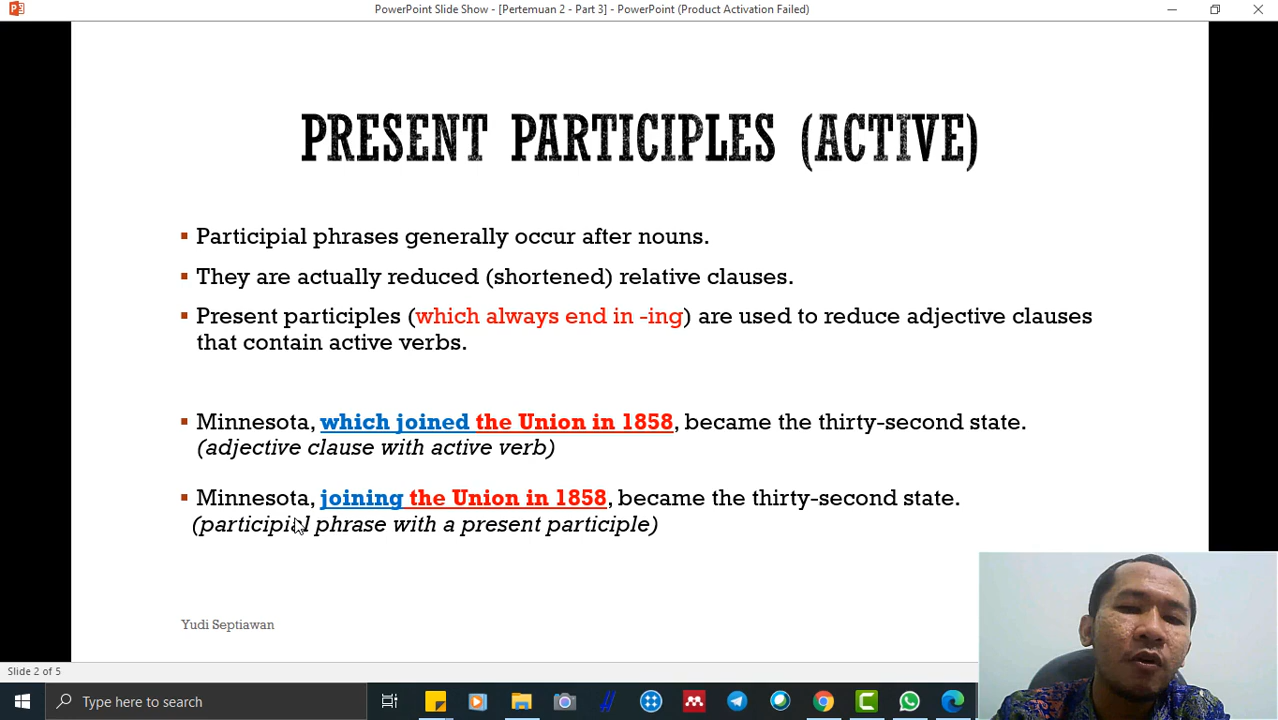 PowerPoint Slide Show - [Pertemuan 2 - Part 3] - PowerPoint (Product Activation Failed)
PRESENT PARTICIPLES (ACTIVE)
▪ Participial phrases generally occur after nouns.
▪ They are actually reduced (shortened) relative clauses.
▪ Present participles (which always end in -ing) are used to reduce adjective clauses
that contain active verbs.
▪ Minnesota, which joined the Union in 1858, became the thirty-second state.
(adjective clause with active verb)
▪ Minnesota, joining the Union in 1858, became the thirty-second state.
(participial phrase with a present participle)
Yudi Septiawan
Slide 2 of 5
Type here to search